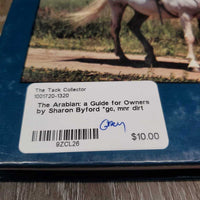 The Tack Collector
1001720-1320
The Arabian: a Guide for Owners
by Sharon Byford *gc, mnr dirt
9ZCL26
$10.00